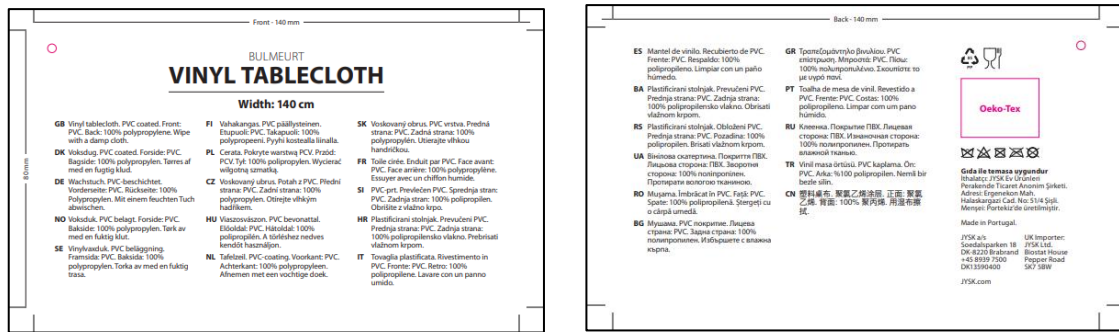 Front - 140 mm
80mm
BULMEURT
VINYL TABLECLOTH
Width: 140 cm
GB Vinyl tablecloth. PVC coated. Front:
PVC. Back: 100% polypropylene. Wipe
with a damp cloth.
DK Voksdug. PVC coated. Forside: PVC.
Bagside: 100% polypropylen. Tørres af
med en fugtig klud.
DE Wachstuch. PVC-beschichtet.
Vorderseite: PVC. Rückseite: 100%
Polypropylen. Mit einem feuchten Tuch
abwischen.
NO Voksduk. PVC belagt. Forside: PVC.
Bakside: 100% polypropylen. Tørk av
med en fuktig klut.
SE Vinylvaxduk. PVC beläggning.
Framsida: PVC. Baksida: 100%
polypropylen. Torka av med en fuktig
trasa.
FI Vahakangas. PVC päällysteinen.
Etupuoli: PVC. Takapuoli: 100%
polypropeeni. Pyyhi kostealla liinalla.
PL Cerata. Pokryte warstwą PCV. Przód:
PCV. Tył: 100% polipropylen. Wycierać
wilgotną szmatką.
CZ Voskovaný ubrus. Potah z PVC. Přední
strana: PVC. Zadní strana: 100%
polypropylen. Otírejte vlhkým
hadříkem.
HU Viaszosvászon. PVC bevonattal.
Előoldal: PVC. Hátoldal: 100%
polipropilén. A törléshez nedves
kendőt használjon.
NL Tafelzeil. PVC-coating. Voorkant: PVC.
Achterkant: 100% polypropyleen.
Afnemen met een vochtige doek.
SK Voskovaný obrus. PVC vrstva. Predná
strana: PVC. Zadná strana: 100%
polypropylén. Utierajte vlhkou
handričkou.
FR Toile cirée. Enduit par PVC. Face avant:
PVC. Face arrière: 100% polypropylène.
Essuyer avec un chiffon humide.
SI PVC-prt. Prevlečen PVC. Sprednja stran:
PVC. Zadnja stran: 100% polipropilen.
Obrišite z vlažno krpo.
HR Plastificirani stolnjak. Prevučeni PVC.
Prednja strana: PVC. Zadnja strana:
100% polipropilensko vlakno. Prebrisati
vlažnom krpom.
IT Tovaglia plastificata. Rivestimento in
PVC. Fronte: PVC. Retro: 100%
polipropilene. Lavare con un panno
umido.
Back - 140 mm
ES Mantel de vinilo. Recubierto de PVC.
Frente: PVC. Respaldo: 100%
polipropileno. Limpiar con un paño
húmedo.
BA Plastificirani stolnjak. Prevučeni PVC.
Prednja strana: PVC. Zadnja strana:
100% polipropilensko vlakno. Obrisati
vlažnom krpom.
RS Plastificirani stolnjak. Obloženi PVC.
Prednja strana: PVC. Pozadina: 100%
polipropilen. Brisati vlažnom krpom.
UA Вінілова скатертина. Покриття ПВХ.
Лицьова сторона: ПВХ. Зворотня
сторона: 100% поліпропілен.
Протирати вологою тканиною.
RO Mușama. Îmbrăcat în PVC. Față: PVC.
Spate: 100% polipropilenă. Ștergeți cu
o cârpă umedă.
BG Мушама. PVC покритие. Лицева
страна: PVC. Задна страна: 100%
полипропилен. Избършете с влажна
кърпа.
GR Τραπεζομάντηλο βινυλίου. PVC
επίστρωση. Μπροστά: PVC. Πίσω:
100% πολυπροπυλένιο. Σκουπίστε το
με υγρό πανί.
PT Toalha de mesa de vinil. Revestido a
PVC. Frente: PVC. Costas: 100%
polipropileno. Limpar com um pano
húmido.
RU Клеенка. Покрытие ПВХ. Лицевая
сторона: ПВХ. Изнаночная сторона:
100% полипропилен. Протирать
влажной тканью.
TR Vinil masa örtüsü. PVC kaplama. Ön:
PVC. Arka: %100 polipropilen. Nemli bir
bezle silin.
CN 塑料桌布. 聚氯乙烯涂层. 正面: 聚氯
乙烯. 背面: 100% 聚丙烯. 用湿布擦
拭.
Oeko-Tex
Gıda ile temasa uygundur
İthalatçı: JYSK Ev Ürünleri
Perakende Ticaret Anonim Şirketi.
Adres: Ergenekon Mah.
Halaskargazi Cad. No: 51/4 Şişli.
Menşei: Portekiz'de üretilmiştir.
Made in Portugal.
JYSK a/s
Soedalsparken 18
DK-8220 Brabrand
+45 8939 7500
DK13590400
UK Importer:
JYSK Ltd.
Biostat House
Pepper Road
SK7 5BW
JYSK.com